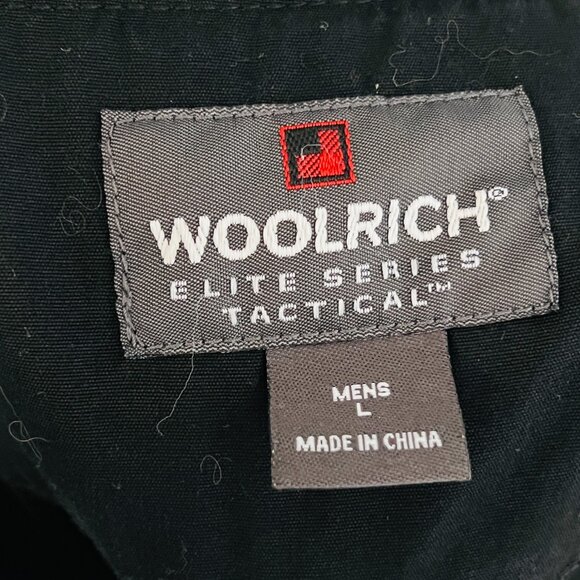 WOOLRICH®
ELITE SERIES
TACTICAL™
MENS
L
MADE IN CHINA